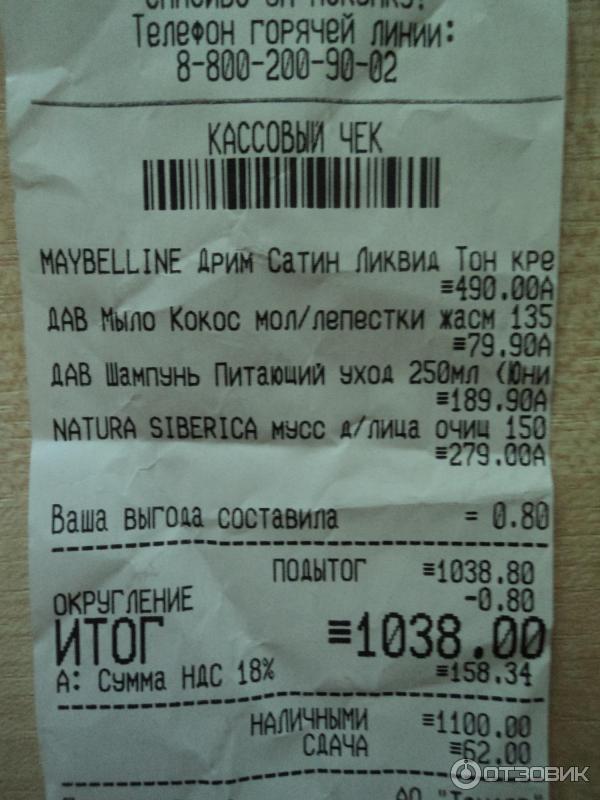 Телефон горячей линии:
8-800-200-90-02
КАССОВЫЙ ЧЕК
MAYBELLINE Дрим Сатин Ликвид Тон кре
≡490.00А
ДАВ Мыло Кокос мол/лепестки жасм 135
≡79.90А
ДАВ Шампунь Питающий уход 250мл (Юни
≡189.90А
NATURA SIBERICA мусс д/лица очищ 150
≡279.00А
Ваша выгода составила = 0.80
ПОДЫТОГ ≡1038.80
ОКРУГЛЕНИЕ -0.80
ИТОГ ≡1038.00
А: Сумма НДС 18% ≡158.34
НАЛИЧНЫМИ ≡1100.00
СДАЧА ≡62.00
АО
ОТЗОВИК